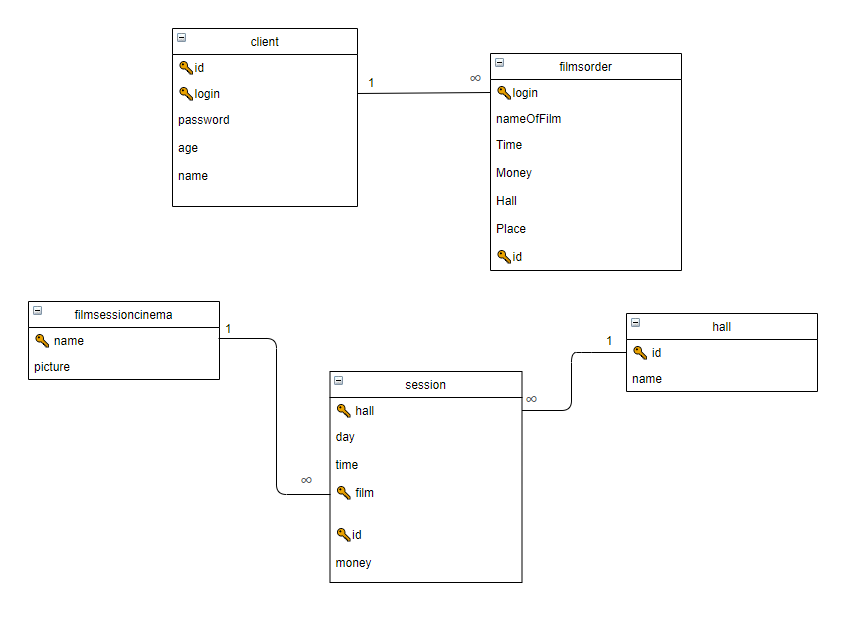 client
id
login
password
age
name
1
∞
filmsorder
login
nameOfFilm
Time
Money
Hall
Place
id
filmsessioncinema
name
picture
1
∞
session
hall
day
time
film
id
money
∞
1
hall
id
name